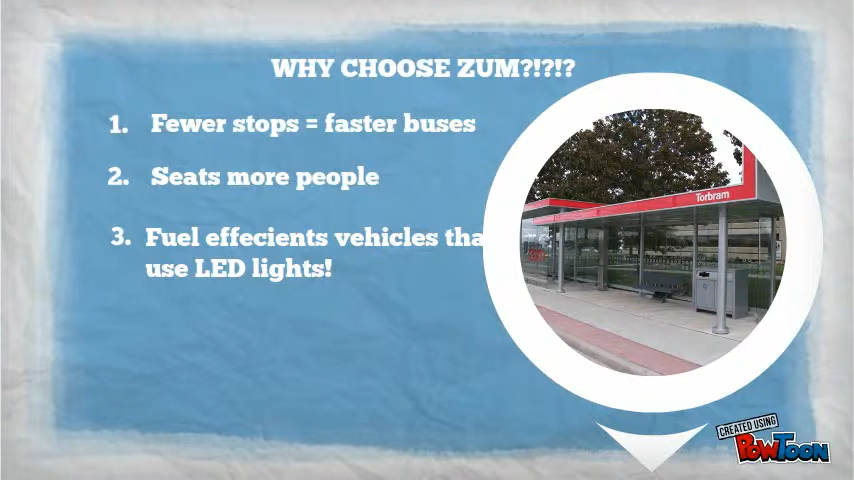 WHY CHOOSE ZUM?!?!?
1. Fewer stops = faster buses
2. Seats more people
3. Fuel effecients vehicles tha
use LED lights!
Torbram
CREATED USING
POWTOON